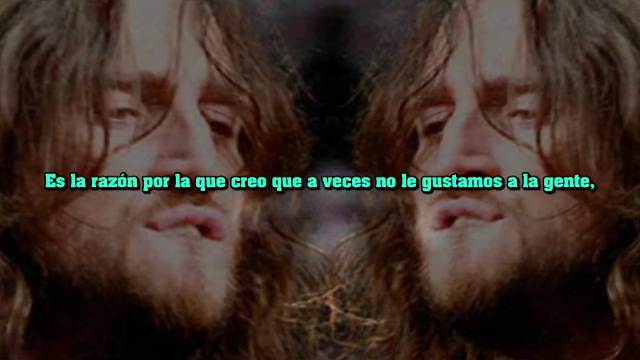 Es la razón por la que creo que a veces no le gustamos a la gente,